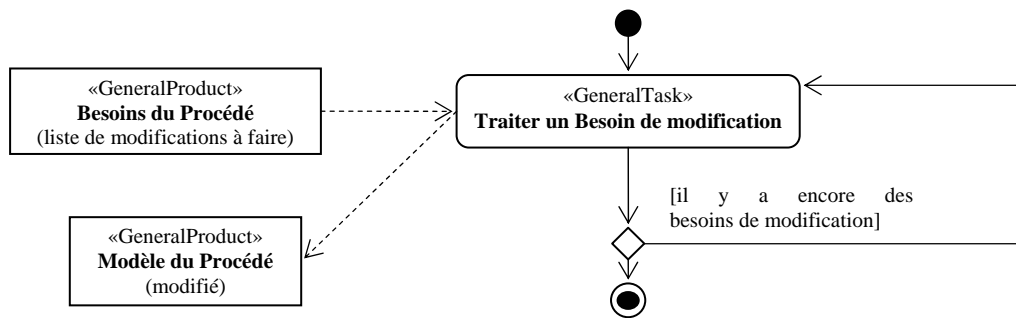 «GeneralProduct»
Besoins du Procédé
(liste de modifications à faire)
«GeneralTask»
Traiter un Besoin de modification
[il y a encore des
besoins de modification]
«GeneralProduct»
Modèle du Procédé
(modifié)